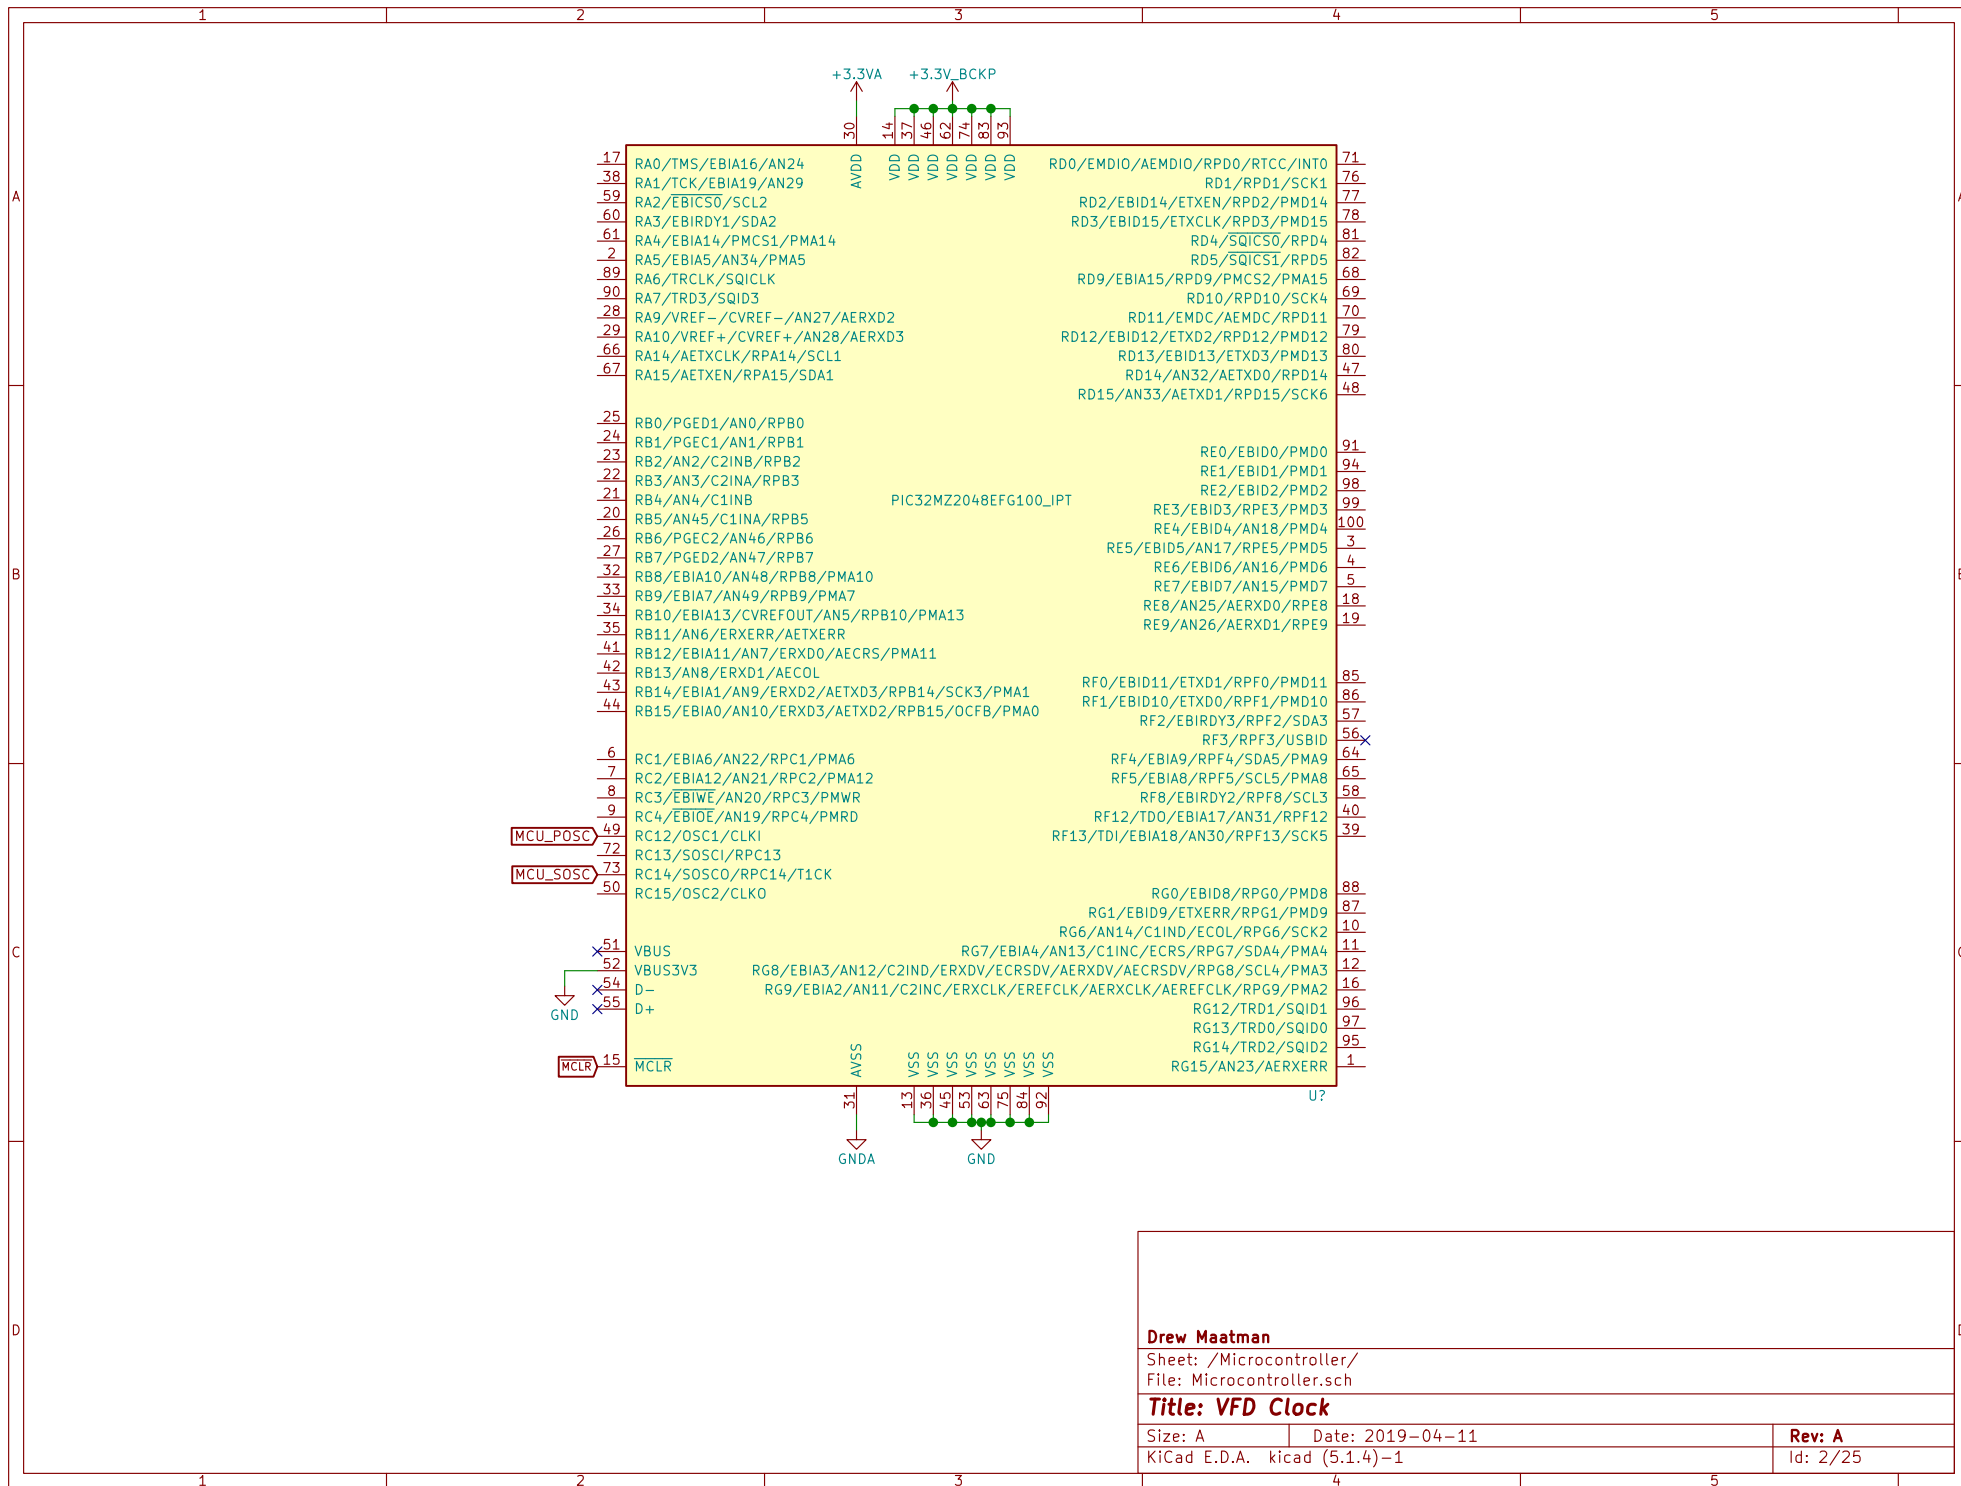 1 2 3 4 5
+3.3VA +3.3V_BCKP
30 14 37 46 62 74 83 93
AVDD VDD VDD VDD VDD VDD VDD VDD
17 RA0/TMS/EBIA16/AN24
38 RA1/TCK/EBIA19/AN29
59 RA2/EBICS0/SCL2
60 RA3/EBIRDY1/SDA2
61 RA4/EBIA14/PMCS1/PMA14
2 RA5/EBIA5/AN34/PMA5
89 RA6/TRCLK/SQICLK
90 RA7/TRD3/SQID3
28 RA9/VREF-/CVREF-/AN27/AERXD2
29 RA10/VREF+/CVREF+/AN28/AERXD3
66 RA14/AETXCLK/RPA14/SCL1
67 RA15/AETXEN/RPA15/SDA1
25 RB0/PGED1/AN0/RPB0
24 RB1/PGEC1/AN1/RPB1
23 RB2/AN2/C2INB/RPB2
22 RB3/AN3/C2INA/RPB3
21 RB4/AN4/C1INB
20 RB5/AN45/C1INA/RPB5
26 RB6/PGEC2/AN46/RPB6
27 RB7/PGED2/AN47/RPB7
32 RB8/EBIA10/AN48/RPB8/PMA10
33 RB9/EBIA7/AN49/RPB9/PMA7
34 RB10/EBIA13/CVREFOUT/AN5/RPB10/PMA13
35 RB11/AN6/ERXERR/AETXERR
41 RB12/EBIA11/AN7/ERXD0/AECRS/PMA11
42 RB13/AN8/ERXD1/AECOL
43 RB14/EBIA1/AN9/ERXD2/AETXD3/RPB14/SCK3/PMA1
44 RB15/EBIA0/AN10/ERXD3/AETXD2/RPB15/OCFB/PMA0
6 RC1/EBIA6/AN22/RPC1/PMA6
7 RC2/EBIA12/AN21/RPC2/PMA12
8 RC3/EBIWE/AN20/RPC3/PMWR
9 RC4/EBIOE/AN19/RPC4/PMRD
MCU_POSC 49 RC12/OSC1/CLKI
72 RC13/SOSCI/RPC13
MCU_SOSC 73 RC14/SOSCO/RPC14/T1CK
50 RC15/OSC2/CLKO
51 VBUS
52 VBUS3V3
54 D-
55 D+
GND
MCLR 15 MCLR
PIC32MZ2048EFG100_IPT
RD0/EMDIO/AEMDIO/RPD0/RTCC/INT0 71
RD1/RPD1/SCK1 76
RD2/EBID14/ETXEN/RPD2/PMD14 77
RD3/EBID15/ETXCLK/RPD3/PMD15 78
RD4/SQICS0/RPD4 81
RD5/SQICS1/RPD5 82
RD9/EBIA15/RPD9/PMCS2/PMA15 68
RD10/RPD10/SCK4 69
RD11/EMDC/AEMDC/RPD11 70
RD12/EBID12/ETXD2/RPD12/PMD12 79
RD13/EBID13/ETXD3/PMD13 80
RD14/AN32/AETXD0/RPD14 47
RD15/AN33/AETXD1/RPD15/SCK6 48
RE0/EBID0/PMD0 91
RE1/EBID1/PMD1 94
RE2/EBID2/PMD2 98
RE3/EBID3/RPE3/PMD3 99
RE4/EBID4/AN18/PMD4 100
RE5/EBID5/AN17/RPE5/PMD5 3
RE6/EBID6/AN16/PMD6 4
RE7/EBID7/AN15/PMD7 5
RE8/AN25/AERXD0/RPE8 18
RE9/AN26/AERXD1/RPE9 19
RF0/EBID11/ETXD1/RPF0/PMD11 85
RF1/EBID10/ETXD0/RPF1/PMD10 86
RF2/EBIRDY3/RPF2/SDA3 57
RF3/RPF3/USBID 56
RF4/EBIA9/RPF4/SDA5/PMA9 64
RF5/EBIA8/RPF5/SCL5/PMA8 65
RF8/EBIRDY2/RPF8/SCL3 58
RF12/TDO/EBIA17/AN31/RPF12 40
RF13/TDI/EBIA18/AN30/RPF13/SCK5 39
RG0/EBID8/RPG0/PMD8 88
RG1/EBID9/ETXERR/RPG1/PMD9 87
RG6/AN14/C1IND/ECOL/RPG6/SCK2 10
RG7/EBIA4/AN13/C1INC/ECRS/RPG7/SDA4/PMA4 11
RG8/EBIA3/AN12/C2IND/ERXDV/ECRSDV/AERXDV/AECRSDV/RPG8/SCL4/PMA3 12
RG9/EBIA2/AN11/C2INC/ERXCLK/EREFCLK/AERXCLK/AEREFCLK/RPG9/PMA2 16
RG12/TRD1/SQID1 96
RG13/TRD0/SQID0 97
RG14/TRD2/SQID2 95
RG15/AN23/AERXERR 1
AVSS VSS VSS VSS VSS VSS VSS VSS VSS
U?
31 13 36 45 53 63 75 84 92
GNDA GND
A
B
C
D
Drew Maatman
Sheet: /Microcontroller/
File: Microcontroller.sch
Title: VFD Clock
Size: A Date: 2019-04-11 Rev: A
KiCad E.D.A. kicad (5.1.4)-1 Id: 2/25
1 2 3 4 5